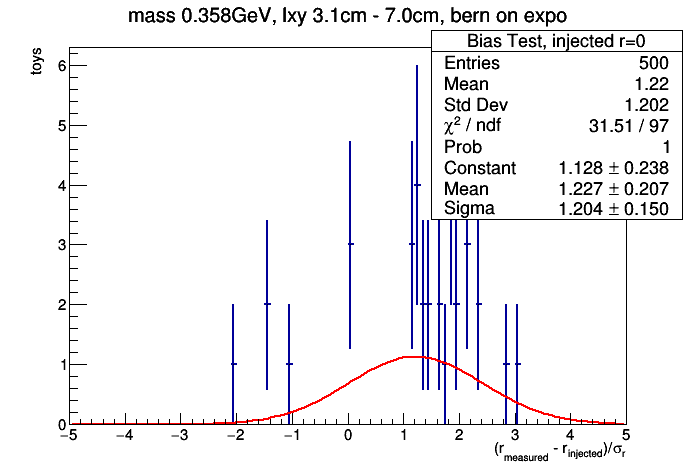 mass 0.358GeV, lxy 3.1cm - 7.0cm, bern on expo
Bias Test, injected r=0
Entries 500
Mean 1.22
Std Dev 1.202
χ² / ndf 31.51 / 97
Prob 1
Constant 1.128 ± 0.238
Mean 1.227 ± 0.207
Sigma 1.204 ± 0.150
toys
6
5
4
3
2
1
0
−5 −4 −3 −2 −1 0 1 2 3 4 5
(r_measured - r_injected)/σ_r